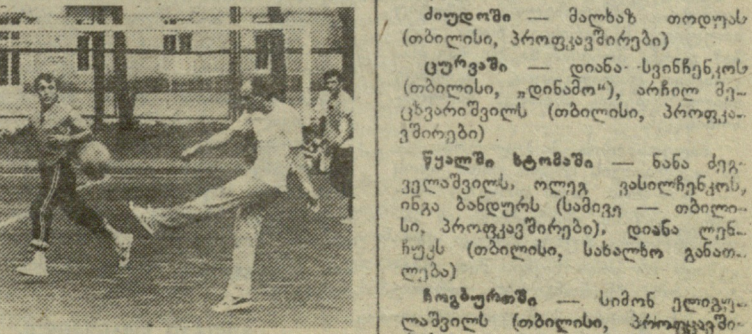 ძიუდოში — მალხაზ თოდუას
(თბილისი, პროფკავშირები)
ცურვაში — დიანა სვინჩენკოს
(თბილისი, „დინამო“), არჩილ მე-
ცხვარიშვილს (თბილისი, პროფკა-
ვშირები)
წყალში ხტომაში — ნანა ძეგ-
ველაშვილს, ოლეგ ვასილჩენკოს,
ინგა ბანდურს (სამივე — თბილი-
სი, პროფკავშირები), დიანა ლენ-
ჩუკს (თბილისი, სახალხო განათ-
ლება)
ჩოგბურთში — სიმონ ელიგუ-
ლაშვილს (თბილისი, პროფკავში-